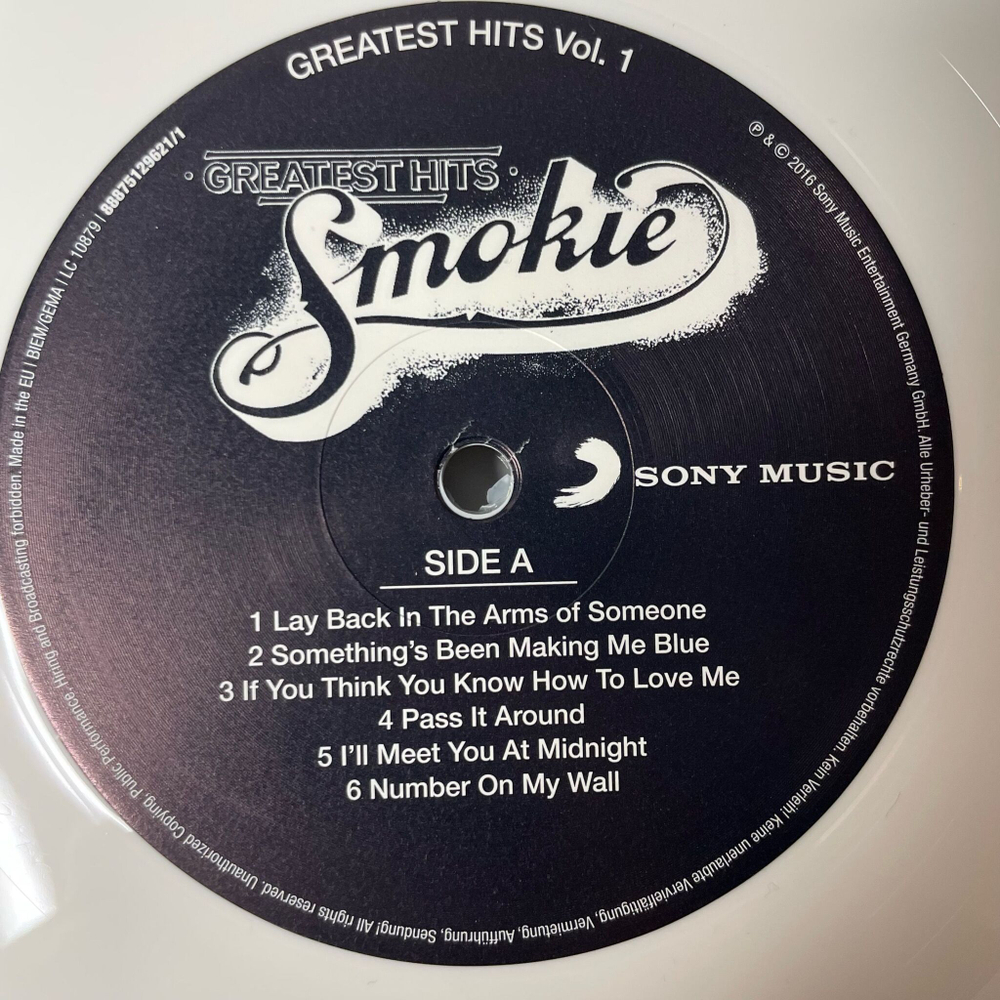 GREATEST HITS Vol. 1
88875129621/1
℗ & © 2016 Sony Music Entertainment Germany GmbH. Alle Urheber- und Leistungsschutzrechte vorbehalten. Kein Verleih! Keine unerlaubte Vervielfältigung, Vermietung, Aufführung, Sendung! All rights reserved. Unauthorized Copying, Public Performance Hiring and Broadcasting forbidden. Made in the EU | BIEM/GEMA | LC 10879 |
· GREATEST HITS ·
Smokie
SONY MUSIC
SIDE A
1 Lay Back In The Arms of Someone
2 Something's Been Making Me Blue
3 If You Think You Know How To Love Me
4 Pass It Around
5 I'll Meet You At Midnight
6 Number On My Wall